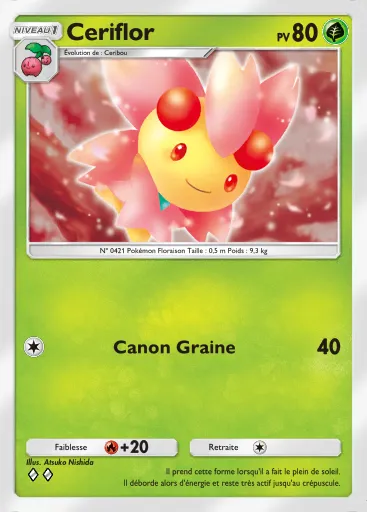 NIVEAU 1
Ceriflor
PV 80
Évolution de : Ceribou
N° 0421 Pokémon Floraison Taille : 0,5 m Poids : 9,3 kg
Canon Graine 40
Faiblesse +20 Retraite
Illus. Atsuko Nishida
Il prend cette forme lorsqu'il a fait le plein de soleil.
Il déborde alors d'énergie et reste très actif jusqu'au crépuscule.